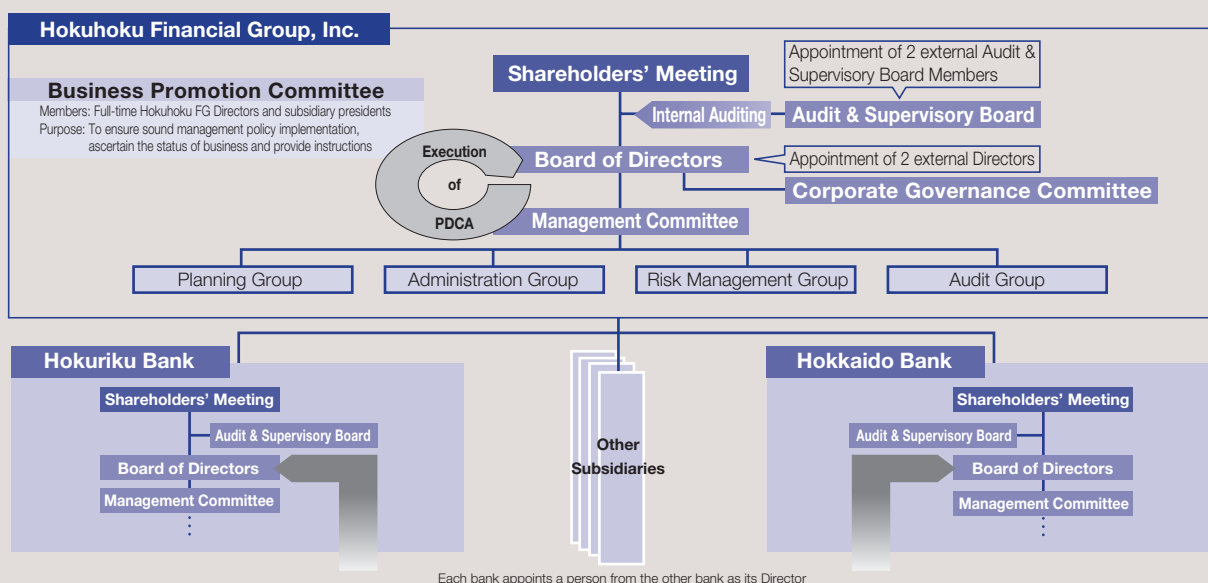 Hokuhoku Financial Group, Inc.
Business Promotion Committee
Members: Full-time Hokuhoku FG Directors and subsidiary presidents
Purpose: To ensure sound management policy implementation,
ascertain the status of business and provide instructions
Shareholders' Meeting
Appointment of 2 external Audit &
Supervisory Board Members
Internal Auditing
Audit & Supervisory Board
Execution
of
PDCA
Board of Directors
Appointment of 2 external Directors
Corporate Governance Committee
Management Committee
Planning Group
Administration Group
Risk Management Group
Audit Group
Hokuriku Bank
Shareholders' Meeting
Audit & Supervisory Board
Board of Directors
Management Committee
Other
Subsidiaries
Hokkaido Bank
Shareholders' Meeting
Audit & Supervisory Board
Board of Directors
Management Committee
Each bank appoints a person from the other bank as its Director